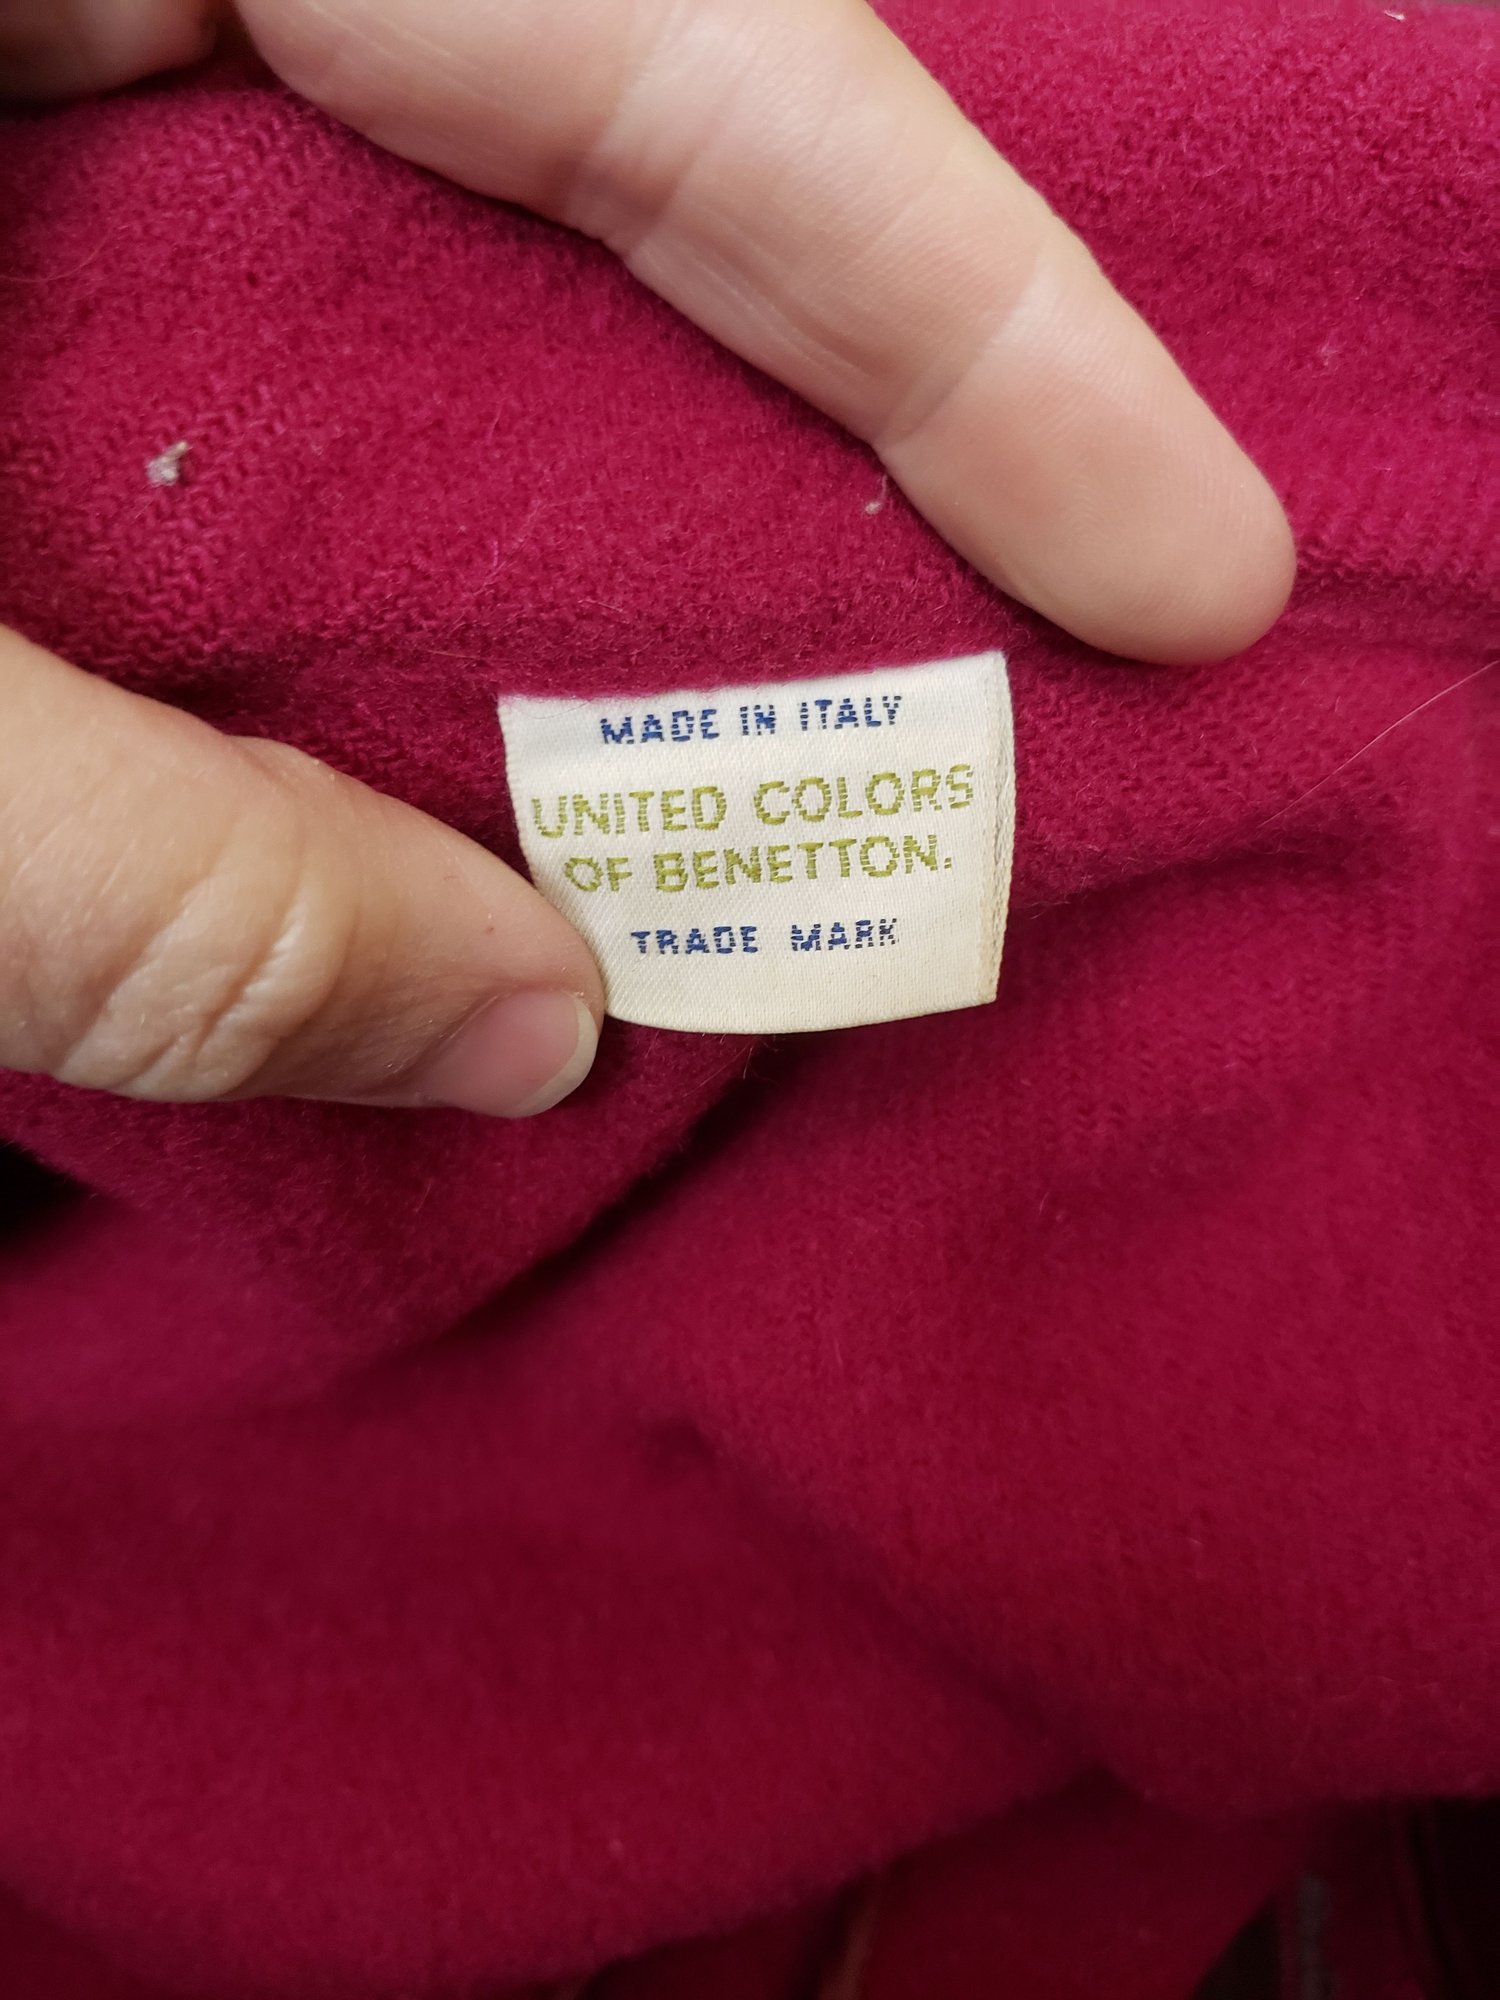 MADE IN ITALY
UNITED COLORS
OF BENETTON.
TRADE MARK